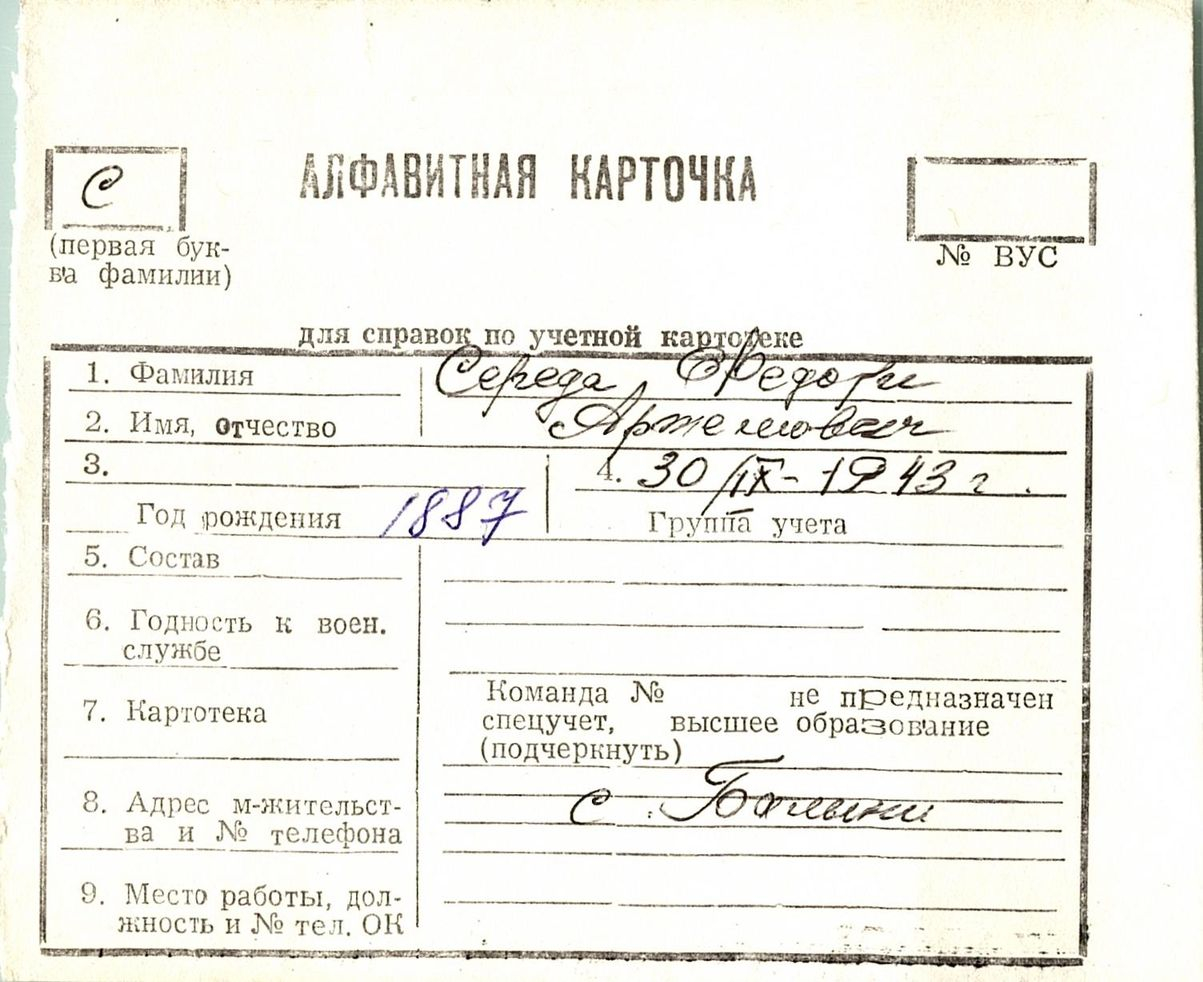 С
АЛФАВИТНАЯ КАРТОЧКА
(первая бук-
ва фамилии)
№ ВУС
для справок по учетной картотеке
1. Фамилия Середа Федор
2. Имя, отчество Артемович
3.
4. 30/IX-1943 г.
Год рождения 1887
Группа учета
5. Состав
6. Годность к воен.
службе
7. Картотека
Команда № не предназначен
спецучет, высшее образование
(подчеркнуть)
8. Адрес м-жительст-
ва и № телефона
с.
9. Место работы, дол-
жность и № тел. ОК